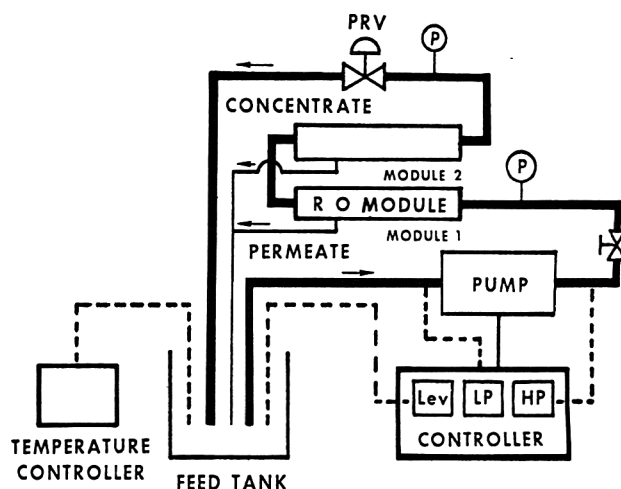 PRV
P
CONCENTRATE
P
MODULE 2
R O MODULE
MODULE 1
PERMEATE
PUMP
Lev LP HP
CONTROLLER
TEMPERATURE
CONTROLLER
FEED TANK